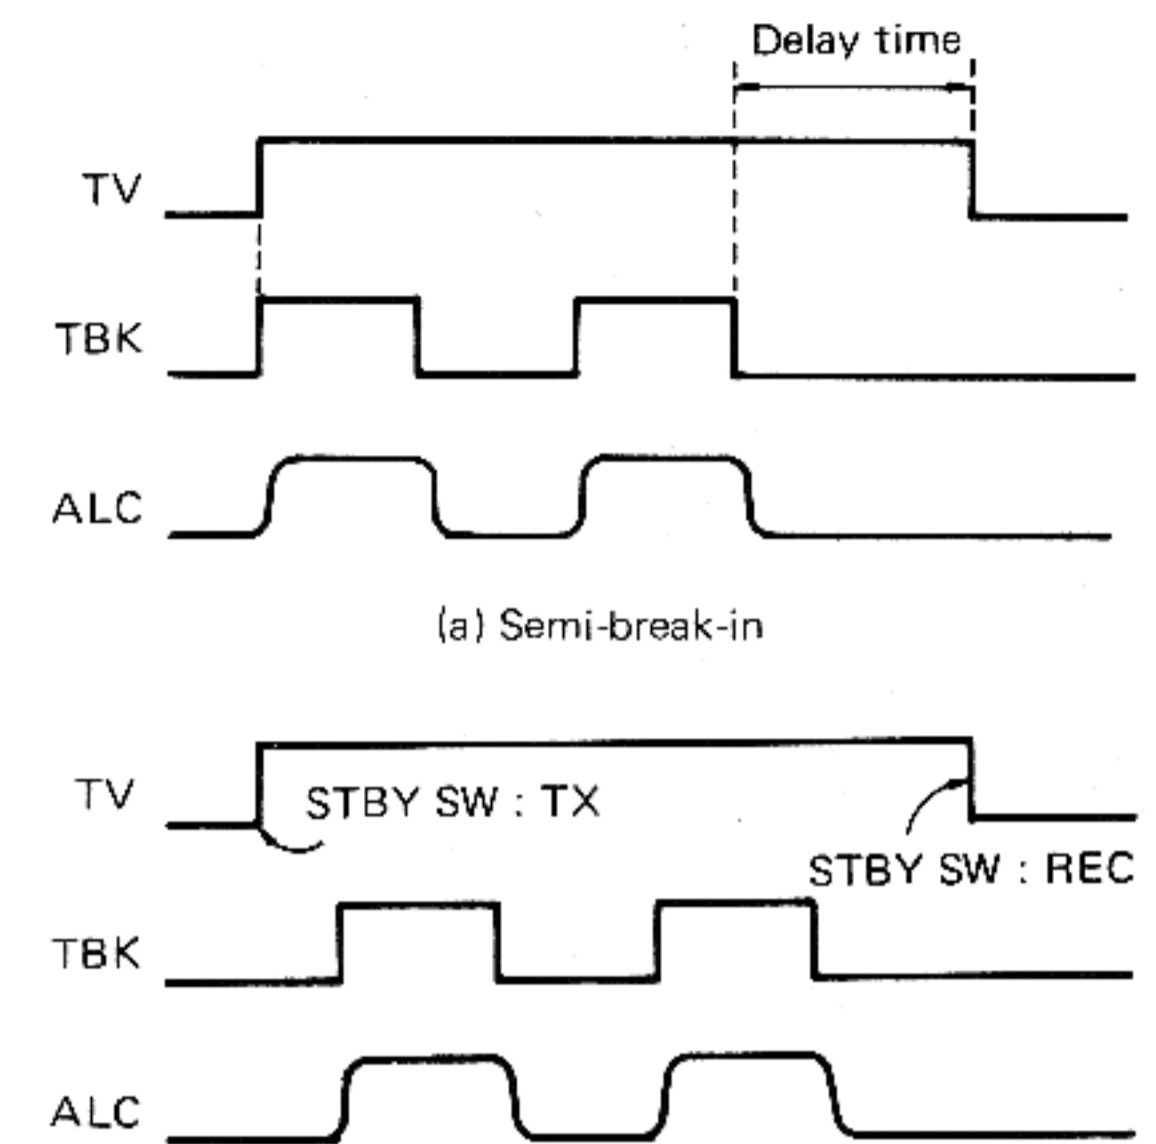 Delay time
TV
TBK
ALC
(a) Semi-break-in
TV
STBY SW : TX
STBY SW : REC
TBK
ALC